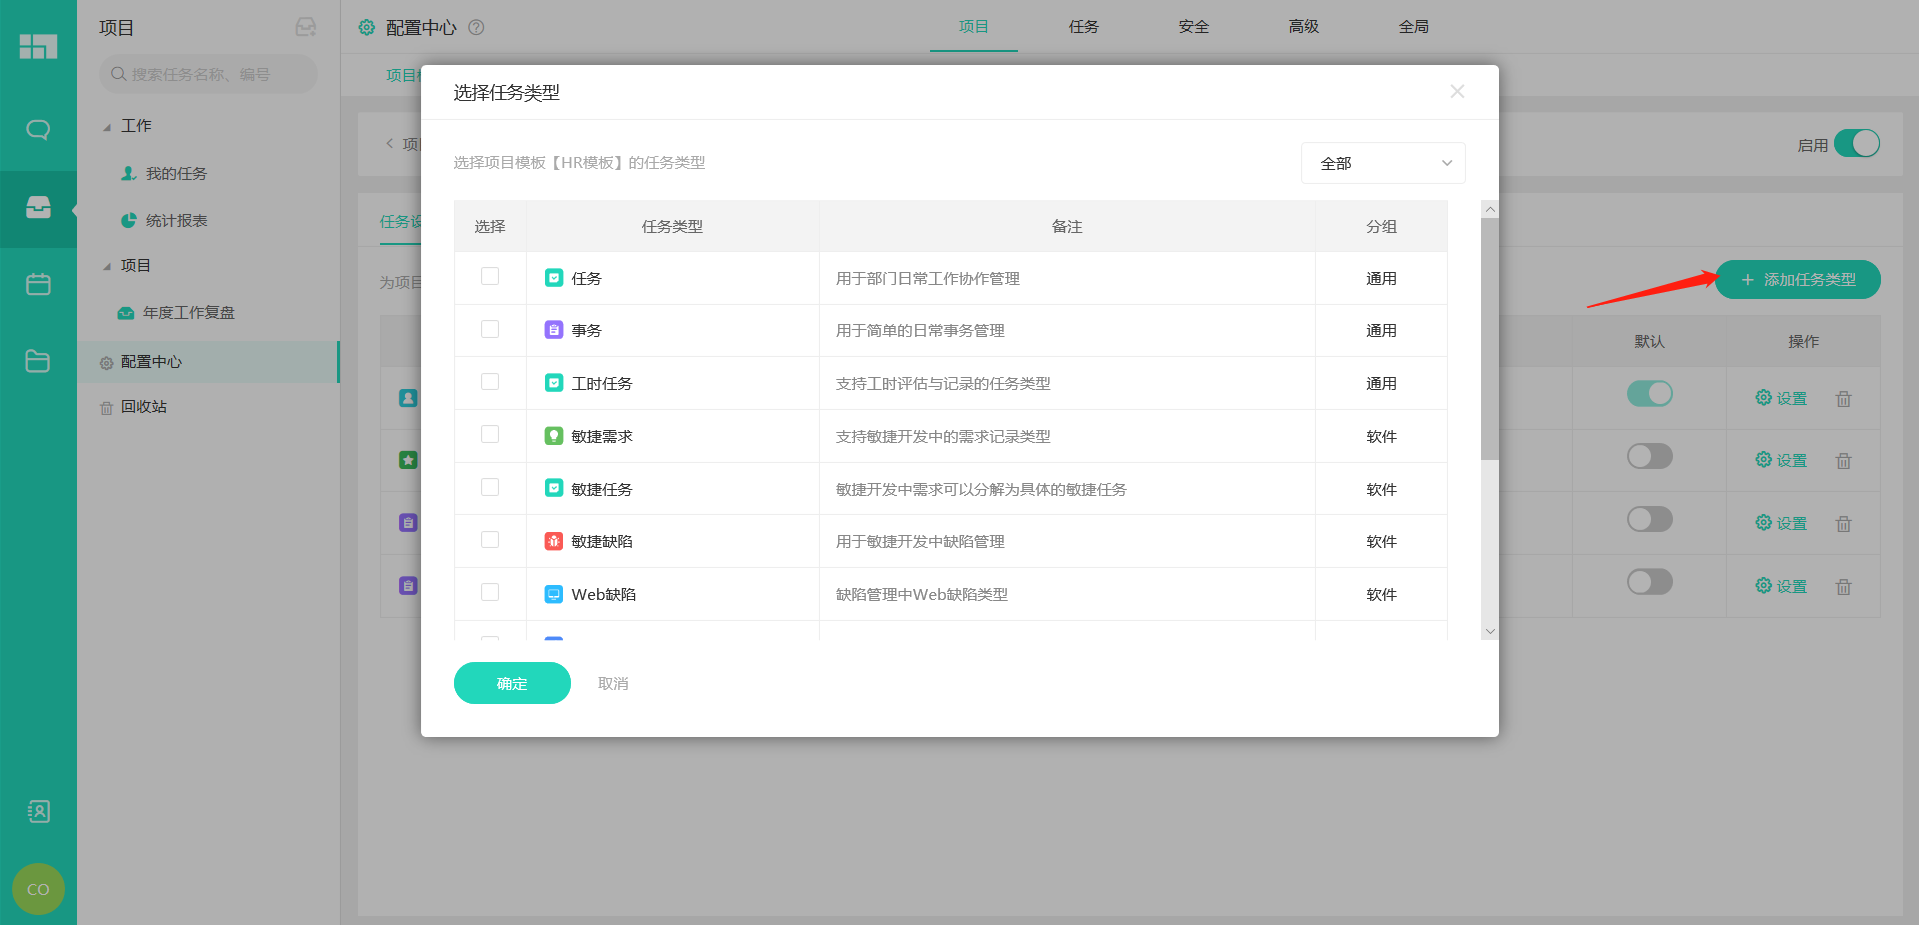 项目
搜索任务名称、编号
工作
我的任务
统计报表
项目
年度工作复盘
配置中心
回收站
CO
配置中心
项目
任务
安全
高级
全局
启用
添加任务类型
默认
操作
设置
设置
设置
设置
选择任务类型
选择项目模板【HR模板】的任务类型
全部
选择 任务类型 备注 分组
任务 用于部门日常工作协作管理 通用
事务 用于简单的日常事务管理 通用
工时任务 支持工时评估与记录的任务类型 通用
敏捷需求 支持敏捷开发中的需求记录类型 软件
敏捷任务 敏捷开发中需求可以分解为具体的敏捷任务 软件
敏捷缺陷 用于敏捷开发中缺陷管理 软件
Web缺陷 缺陷管理中Web缺陷类型 软件
确定
取消